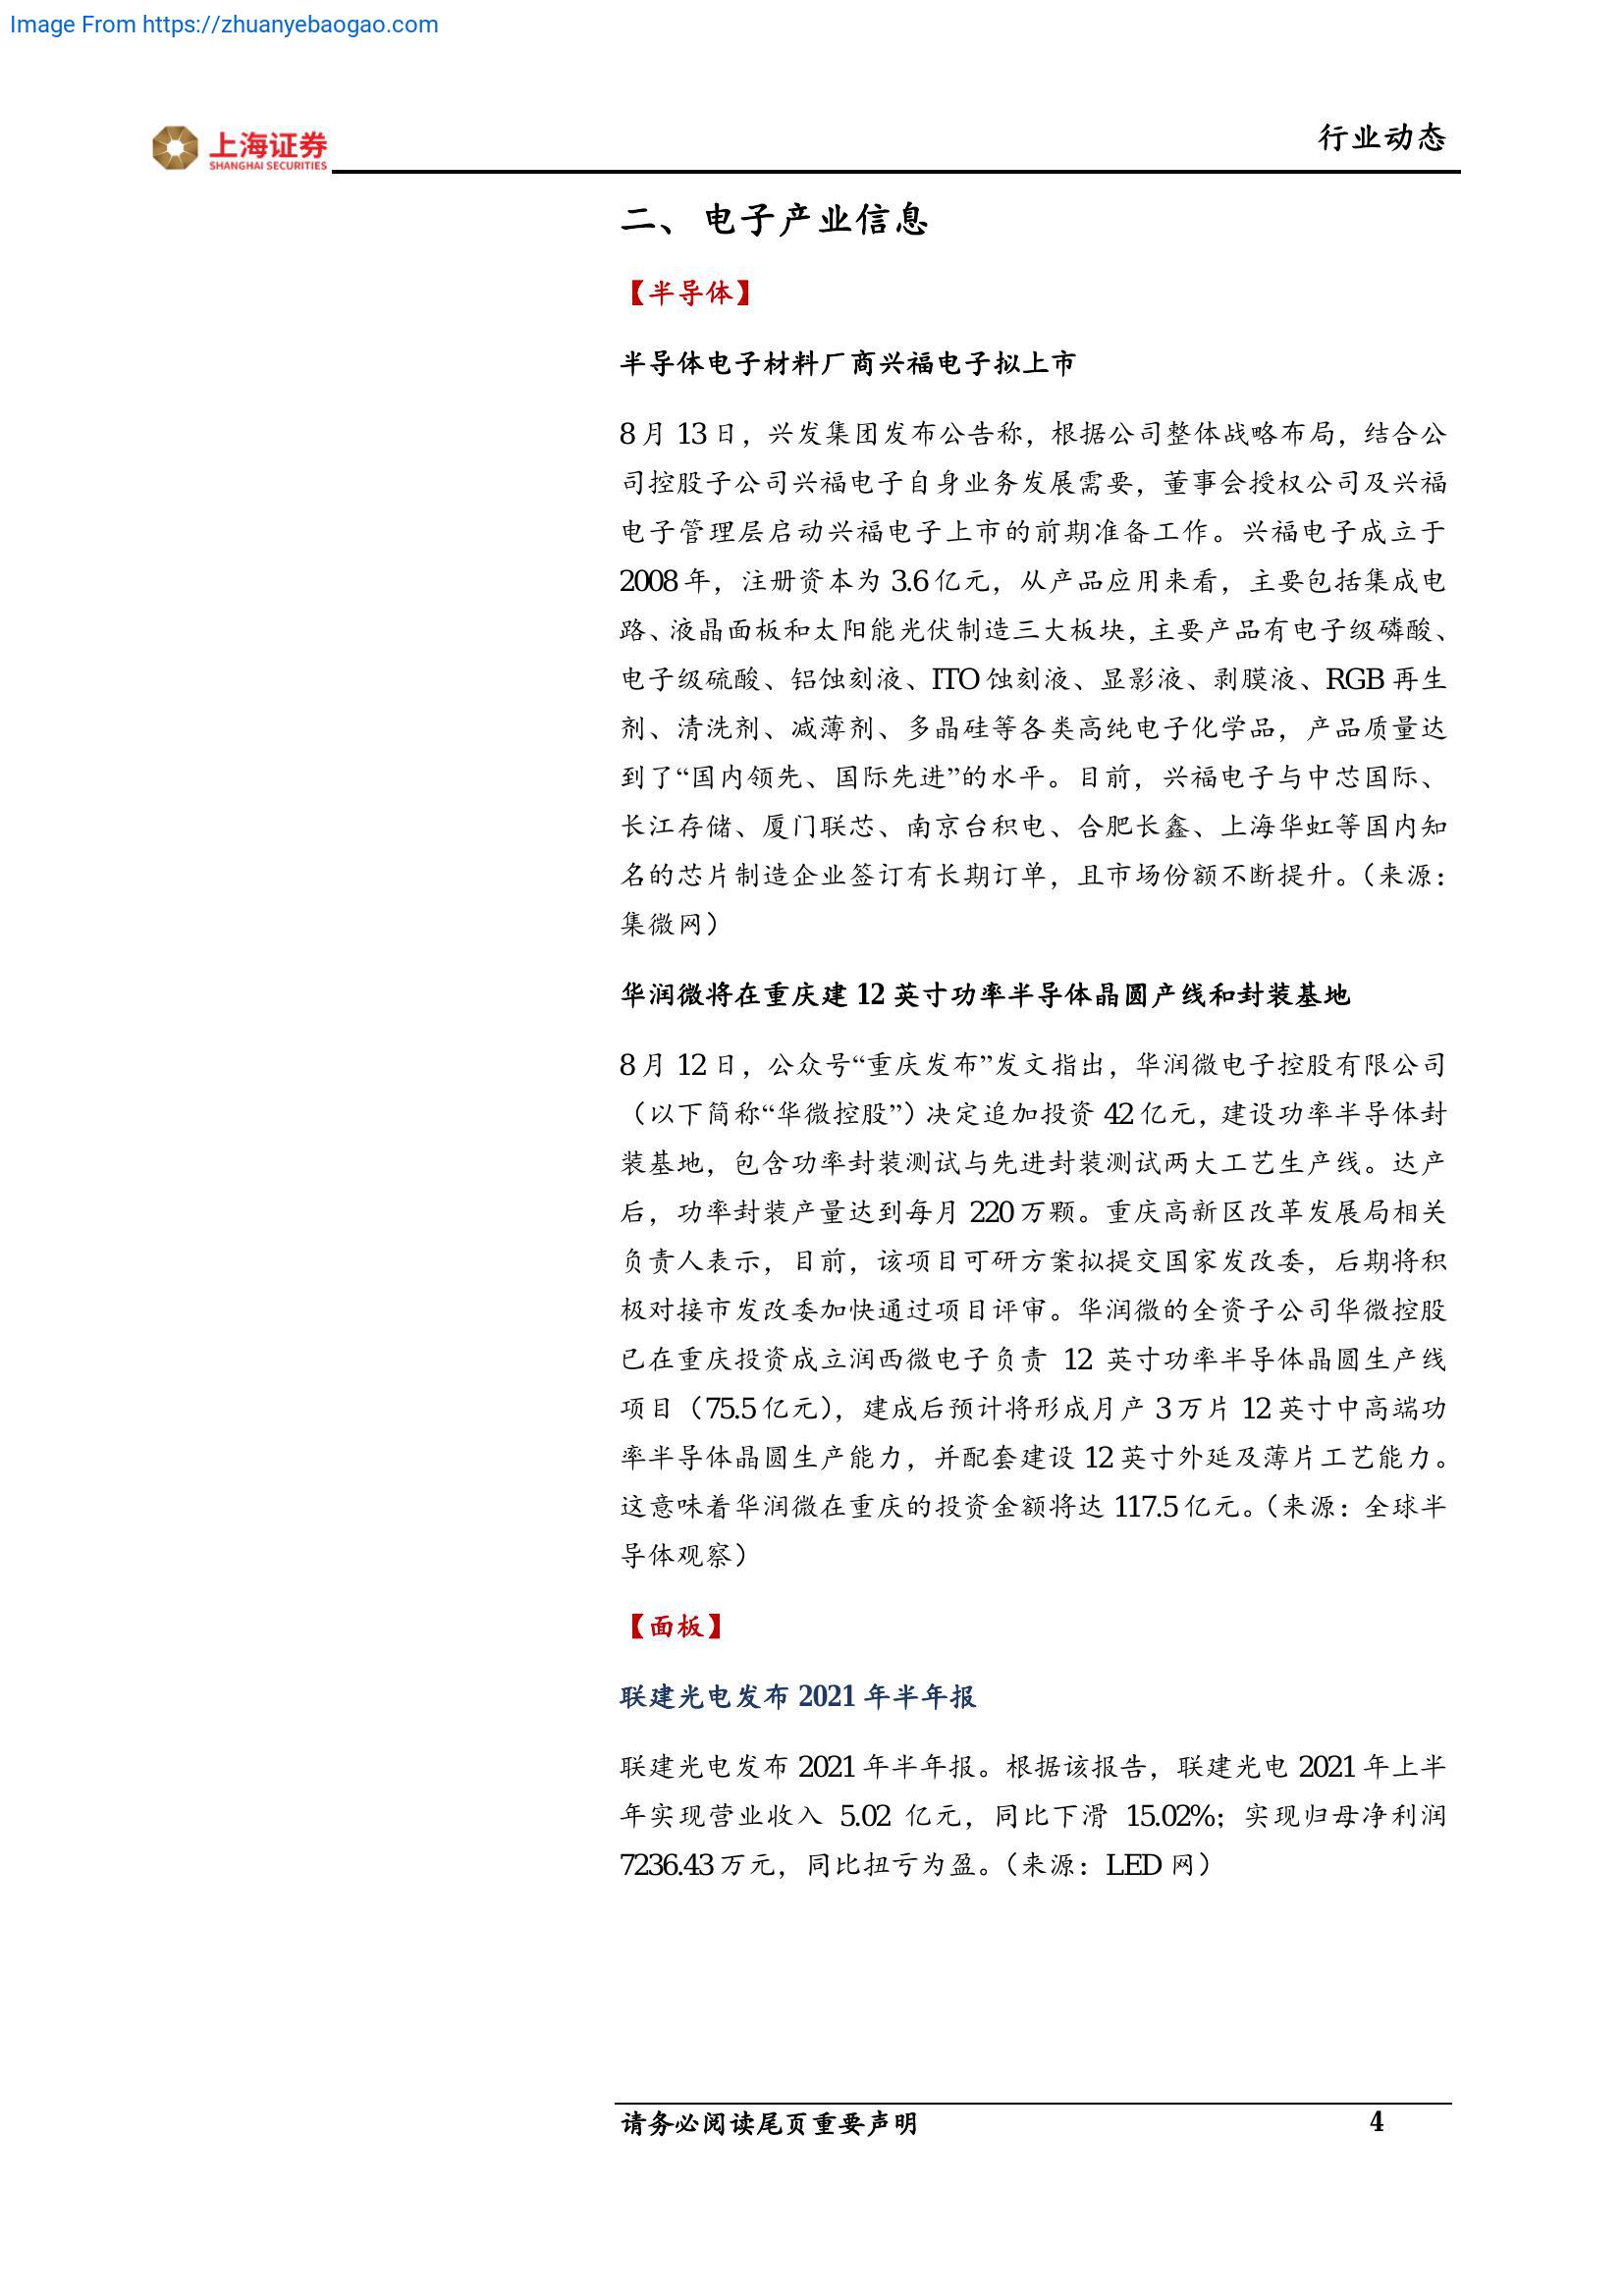 Image From https://zhuanyebaogao.com
上海证券
SHANGHAI SECURITIES
行业动态
二、 电子产业信息
【半导体】
半导体电子材料厂商兴福电子拟上市
8月 13日，兴发集团发布公告称，根据公司整体战略布局，结合公
司控股子公司兴福电子自身业务发展需要，董事会授权公司及兴福
电子管理层启动兴福电子上市的前期准备工作。兴福电子成立于
2008年，注册资本为 3.6亿元，从产品应用来看，主要包括集成电
路、液晶面板和太阳能光伏制造三大板块，主要产品有电子级磷酸、
电子级硫酸、铝蚀刻液、ITO蚀刻液、显影液、剥膜液、RGB再生
剂、清洗剂、减薄剂、多晶硅等各类高纯电子化学品，产品质量达
到了“国内领先、国际先进”的水平。目前，兴福电子与中芯国际、
长江存储、厦门联芯、南京台积电、合肥长鑫、上海华虹等国内知
名的芯片制造企业签订有长期订单，且市场份额不断提升。（来源：
集微网）
华润微将在重庆建 12 英寸功率半导体晶圆产线和封装基地
8月 12日，公众号“重庆发布”发文指出，华润微电子控股有限公司
（以下简称“华微控股”）决定追加投资 42亿元，建设功率半导体封
装基地，包含功率封装测试与先进封装测试两大工艺生产线。达产
后，功率封装产量达到每月 220万颗。重庆高新区改革发展局相关
负责人表示，目前，该项目可研方案拟提交国家发改委，后期将积
极对接市发改委加快通过项目评审。华润微的全资子公司华微控股
已在重庆投资成立润西微电子负责 12 英寸功率半导体晶圆生产线
项目（75.5亿元），建成后预计将形成月产 3万片 12英寸中高端功
率半导体晶圆生产能力，并配套建设 12英寸外延及薄片工艺能力。
这意味着华润微在重庆的投资金额将达 117.5亿元。（来源：全球半
导体观察）
【面板】
联建光电发布 2021 年半年报
联建光电发布 2021年半年报。根据该报告，联建光电 2021年上半
年实现营业收入 5.02 亿元，同比下滑 15.02%；实现归母净利润
7236.43万元，同比扭亏为盈。（来源：LED网）
请务必阅读尾页重要声明 4